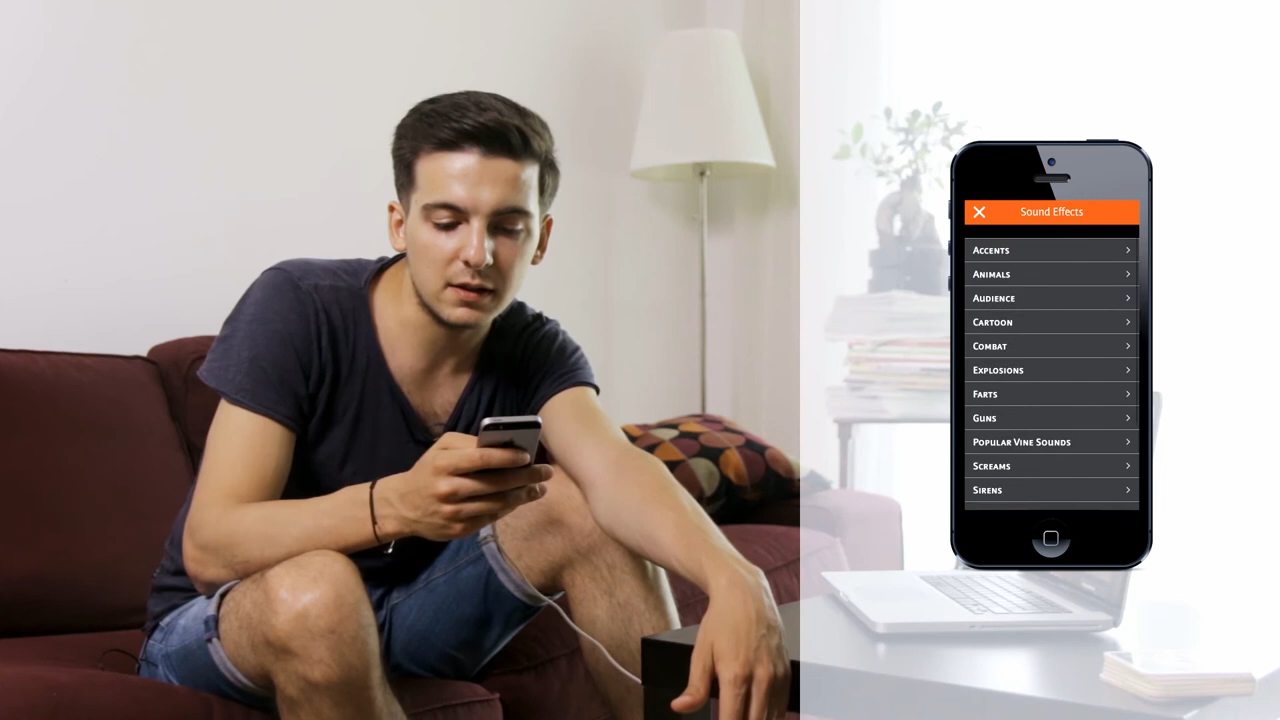 Sound Effects
Accents
Animals
Audience
Cartoon
Combat
Explosions
Farts
Guns
Popular Vine Sounds
Screams
Sirens